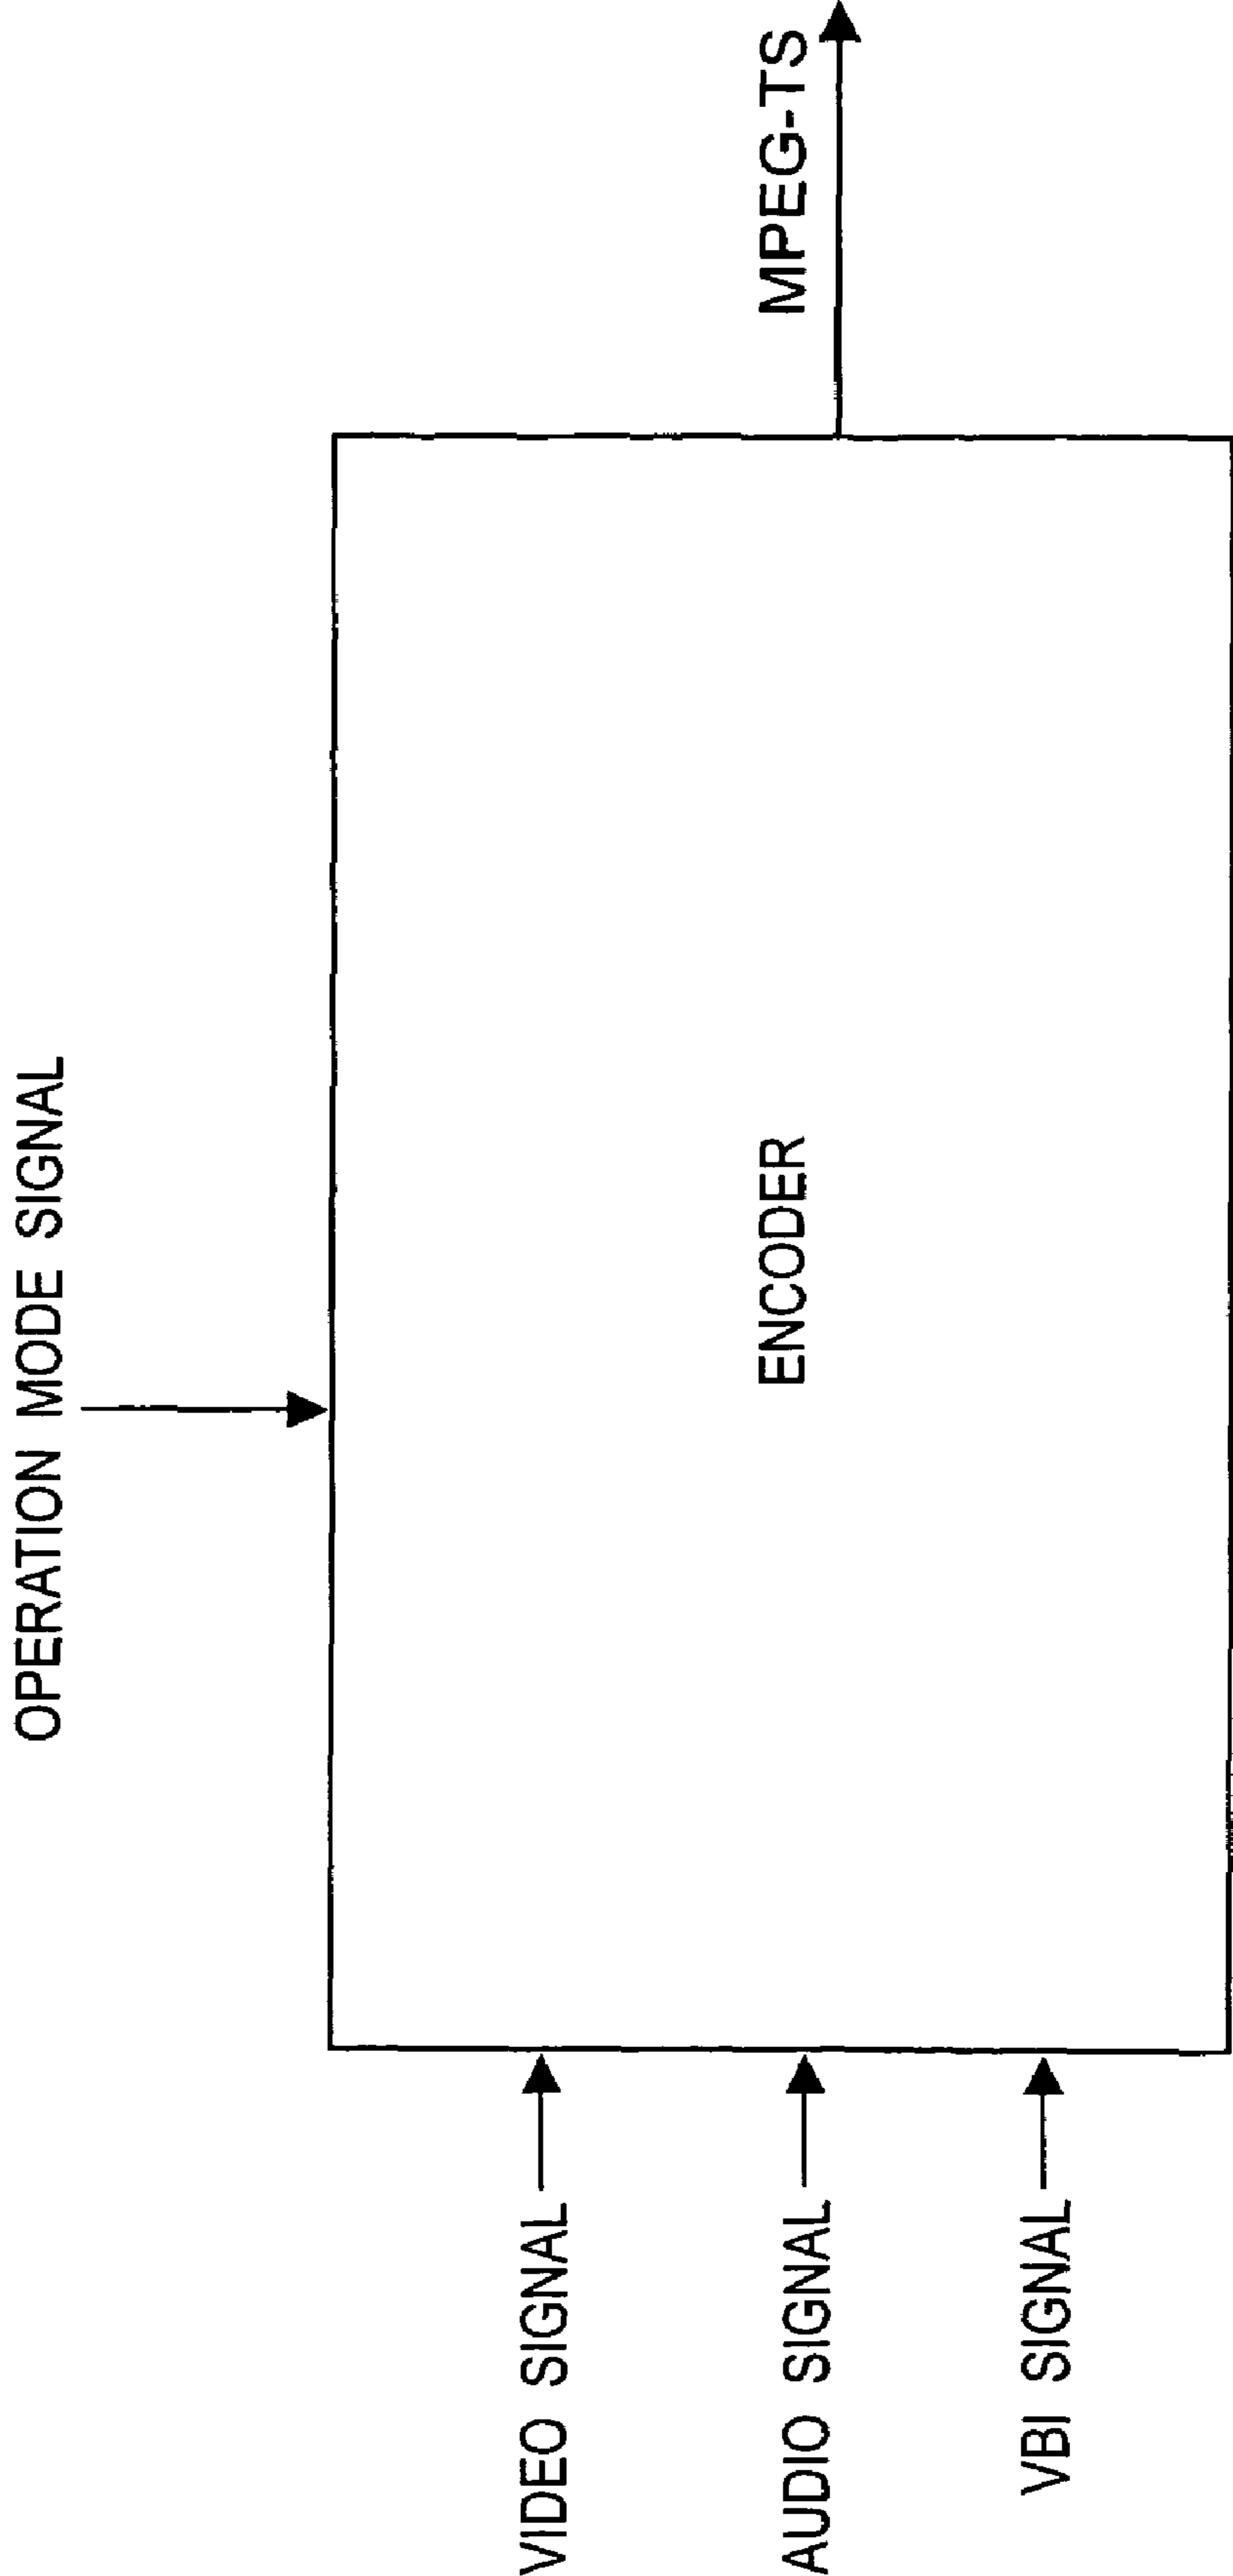 OPERATION MODE SIGNAL
VIDEO SIGNAL
AUDIO SIGNAL
VBI SIGNAL
ENCODER
MPEG-TS